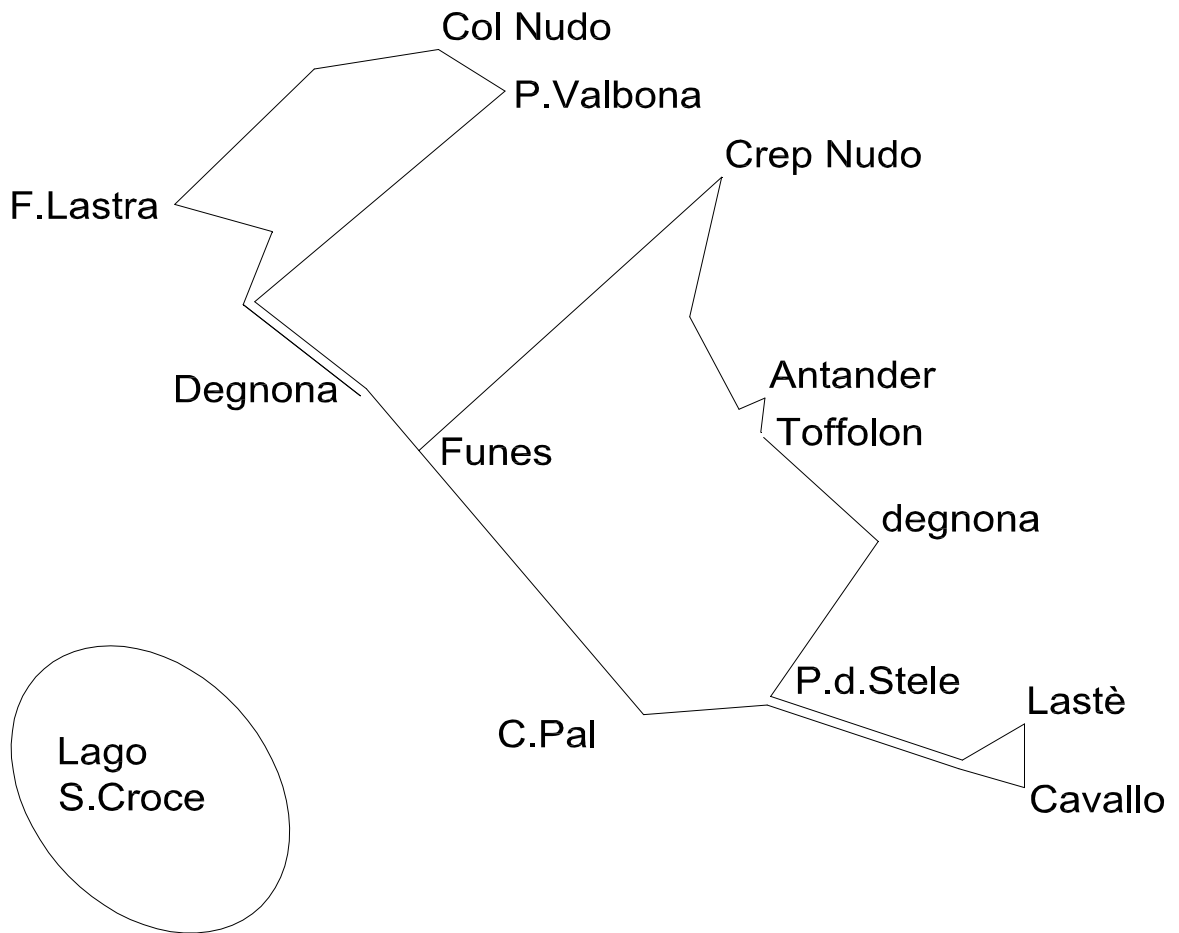 Col Nudo
P.Valbona
Crep Nudo
F.Lastra
Antander
Degnona
Toffolon
Funes
degnona
P.d.Stele
Lastè
C.Pal
Lago
S.Croce
Cavallo